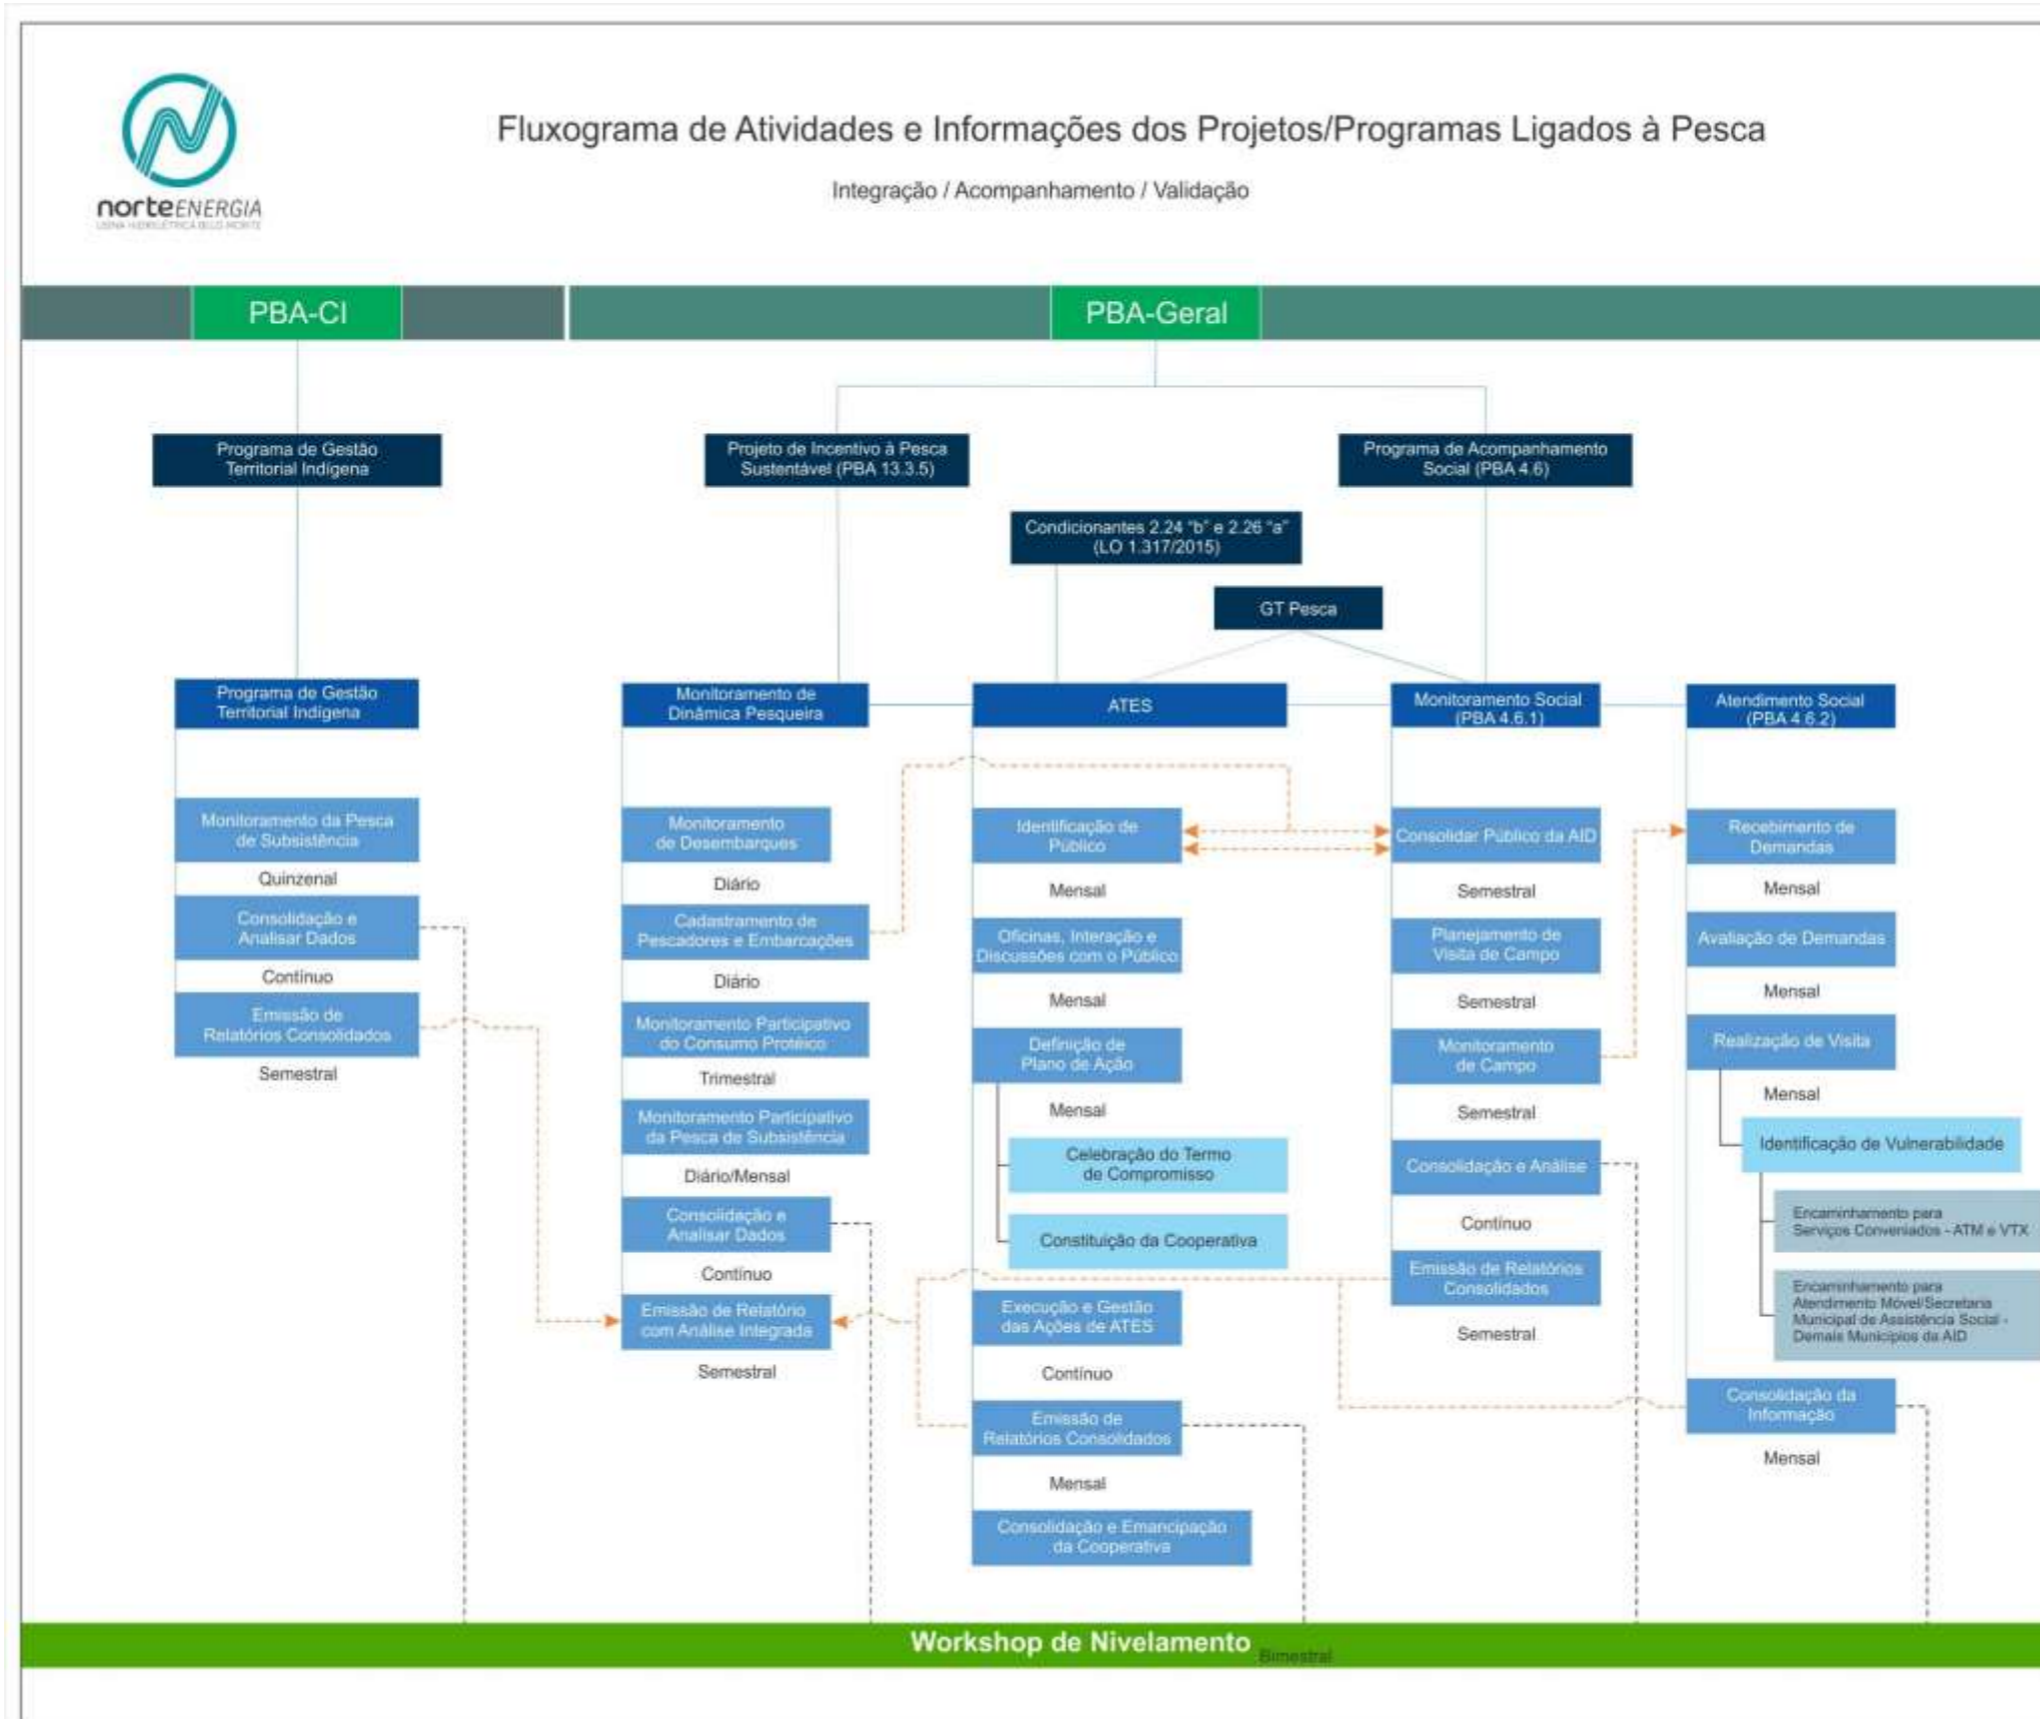 norteENERGIA
USINA HIDRELÉTRICA BELO MONTE
Fluxograma de Atividades e Informações dos Projetos/Programas Ligados à Pesca
Integração / Acompanhamento / Validação
PBA-CI
PBA-Geral
Programa de Gestão
Territorial Indígena
Projeto de Incentivo à Pesca
Sustentável (PBA 13.3.5)
Programa de Acompanhamento
Social (PBA 4.6)
Condicionantes 2.24 "b" e 2.26 "a"
(LO 1.317/2015)
GT Pesca
Programa de Gestão
Territorial Indígena
Monitoramento da Pesca
de Subsistência
Quinzenal
Consolidação e
Analisar Dados
Contínuo
Emissão de
Relatórios Consolidados
Semestral
Monitoramento de
Dinâmica Pesqueira
Monitoramento
de Desembarques
Diário
Cadastramento de
Pescadores e Embarcações
Diário
Monitoramento Participativo
do Consumo Protéico
Trimestral
Monitoramento Participativo
da Pesca de Subsistência
Diário/Mensal
Consolidação e
Analisar Dados
Contínuo
Emissão de Relatório
com Análise Integrada
Semestral
ATES
Identificação de
Público
Mensal
Oficinas, Interação e
Discussões com o Público
Mensal
Definição de
Plano de Ação
Mensal
Celebração do Termo
de Compromisso
Constituição da Cooperativa
Execução e Gestão
das Ações de ATES
Contínuo
Emissão de
Relatórios Consolidados
Mensal
Consolidação e Emancipação
da Cooperativa
Monitoramento Social
(PBA 4.6.1)
Consolidar Público da AID
Semestral
Planejamento de
Visita de Campo
Semestral
Monitoramento
de Campo
Semestral
Consolidação e Análise
Contínuo
Emissão de Relatórios
Consolidados
Semestral
Atendimento Social
(PBA 4.6.2)
Recebimento de
Demandas
Mensal
Avaliação de Demandas
Mensal
Realização de Visita
Mensal
Identificação de Vulnerabilidade
Encaminhamento para
Serviços Conveniados - ATM e VTX
Encaminhamento para
Atendimento Móvel/Secretaria
Municipal de Assistência Social -
Demais Municípios da AID
Consolidação da
Informação
Mensal
Workshop de Nivelamento
Bimestral